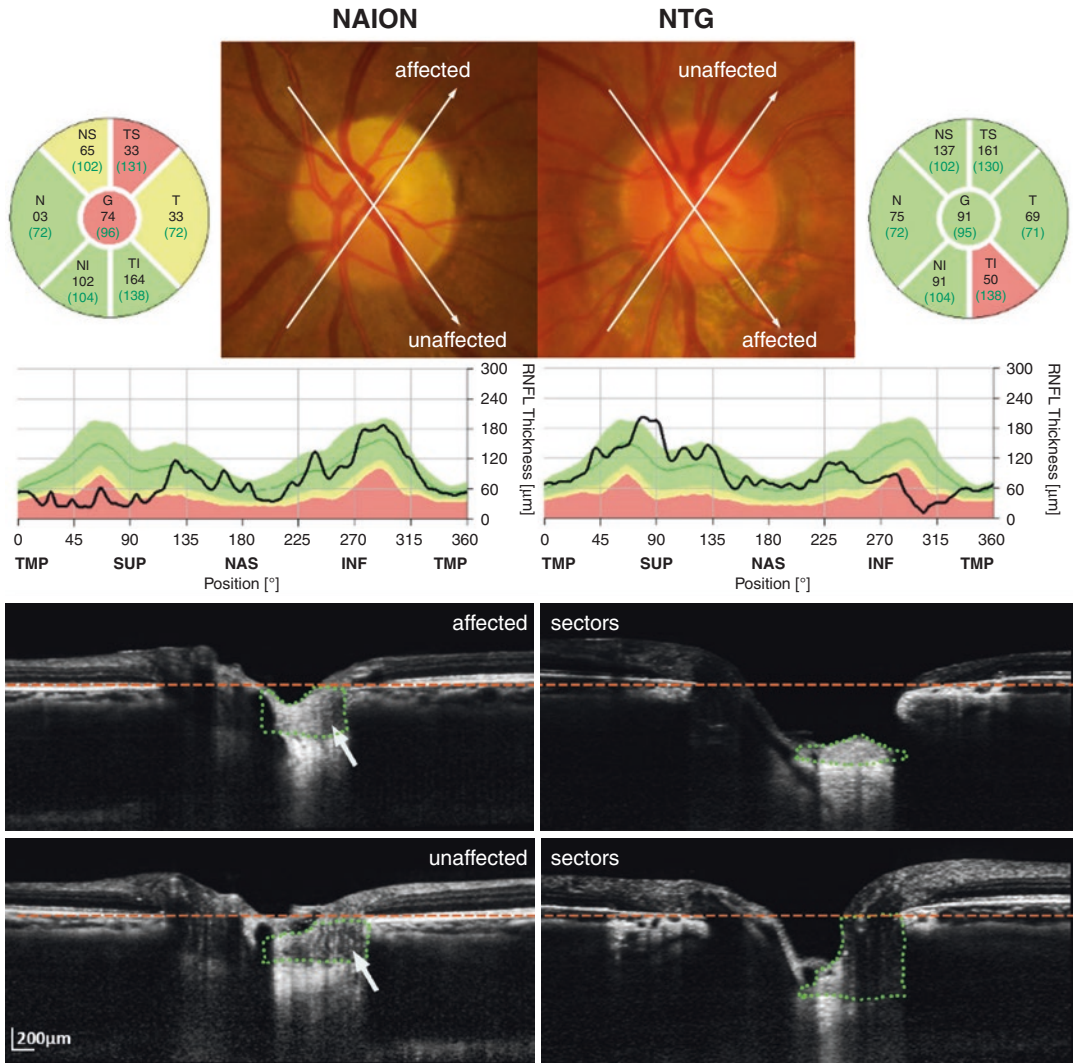 NAION
NTG
affected
unaffected
unaffected
affected
NS
65
(102)
TS
33
(131)
N
03
(72)
G
74
(96)
T
33
(72)
NI
102
(104)
TI
164
(138)
NS
137
(102)
TS
161
(130)
N
75
(72)
G
91
(95)
T
69
(71)
NI
91
(104)
TI
50
(138)
300
240
180
120
60
0
RNFL Thickness [µm]
0 45 90 135 180 225 270 315 360
TMP SUP NAS INF TMP
Position [°]
300
240
180
120
60
0
RNFL Thickness [µm]
0 45 90 135 180 225 270 315 360
TMP SUP NAS INF TMP
Position [°]
affected
sectors
unaffected
sectors
200µm